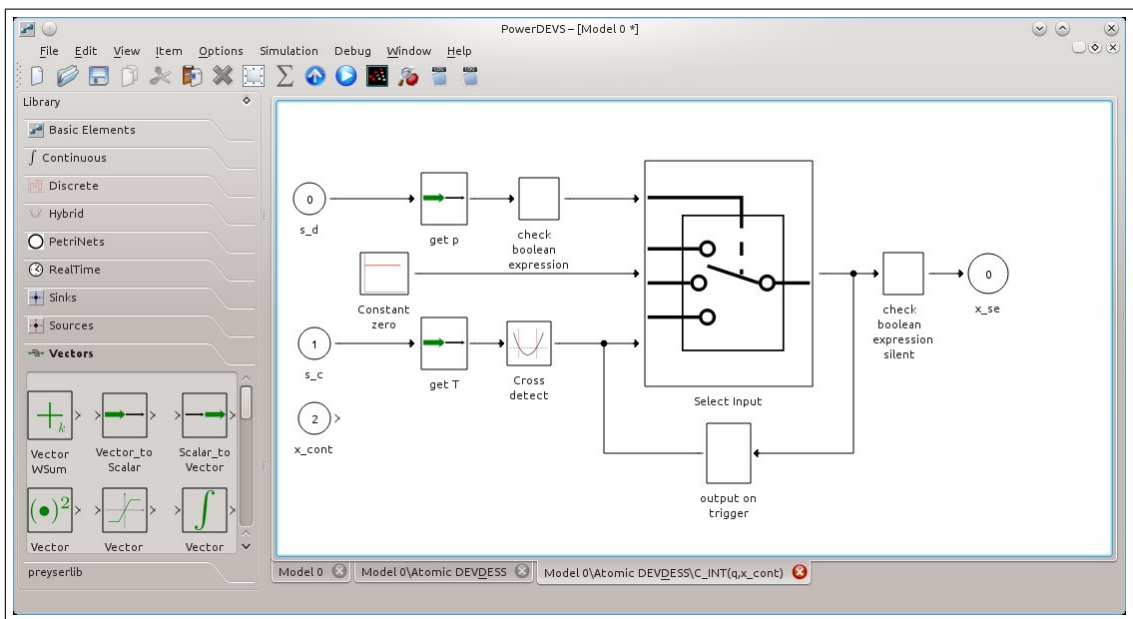 PowerDEVS – [Model 0 *]
File Edit View Item Options Simulation Debug Window Help
LOG LOG
Library
Basic Elements
Continuous
Discrete
Hybrid
PetriNets
RealTime
Sinks
Sources
Vectors
Vector
WSum
Vector_to
Scalar
Scalar_to
Vector
Vector
Vector
Vector
preyserlib
0
s_d
get p
check
boolean
expression
Constant
zero
1
s_c
get T
Cross
detect
2
x_cont
Select Input
output on
trigger
check
boolean
expression
silent
0
x_se
Model 0
Model 0\Atomic DEVDESS
Model 0\Atomic DEVDESS\C_INT(q,x_cont)